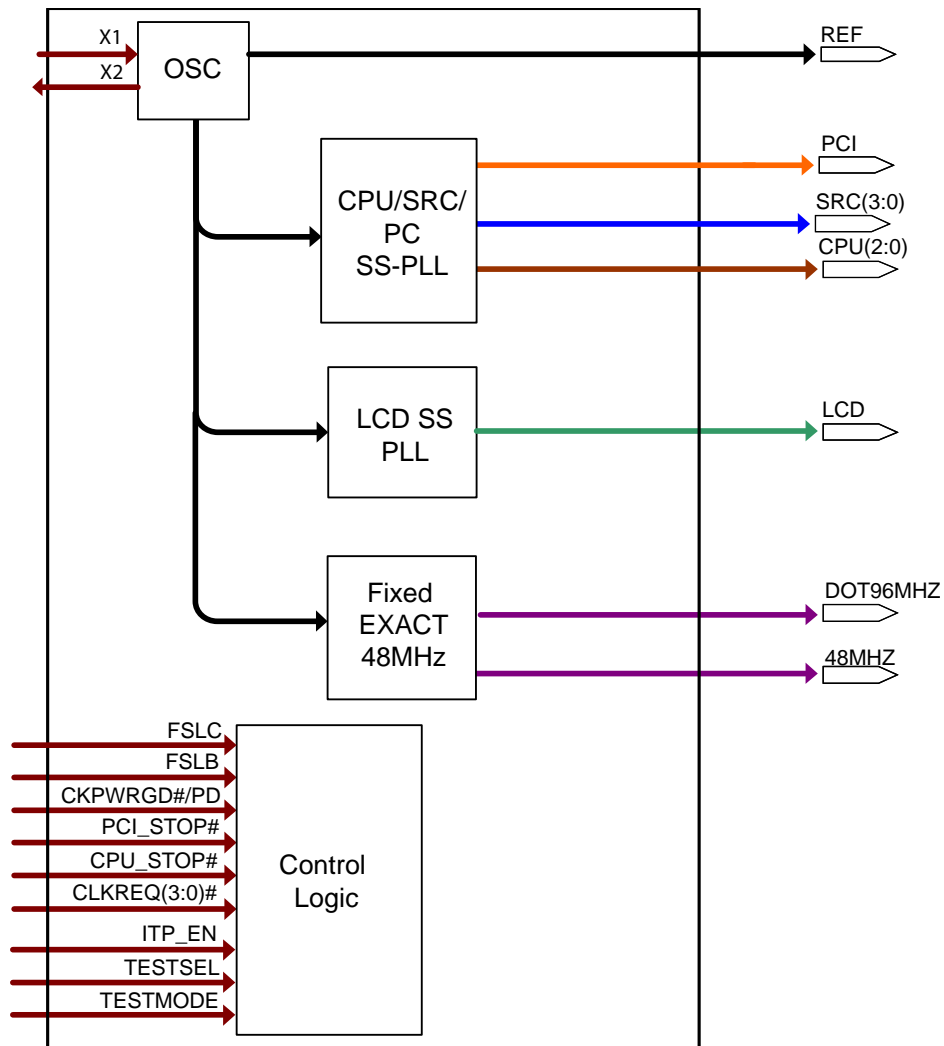 X1
X2
OSC
REF
CPU/SRC/
PC
SS-PLL
PCI
SRC(3:0)
CPU(2:0)
LCD SS
PLL
LCD
Fixed
EXACT
48MHz
DOT96MHZ
48MHZ
FSLC
FSLB
CKPWRGD#/PD
PCI_STOP#
CPU_STOP#
CLKREQ(3:0)#
ITP_EN
TESTSEL
TESTMODE
Control
Logic